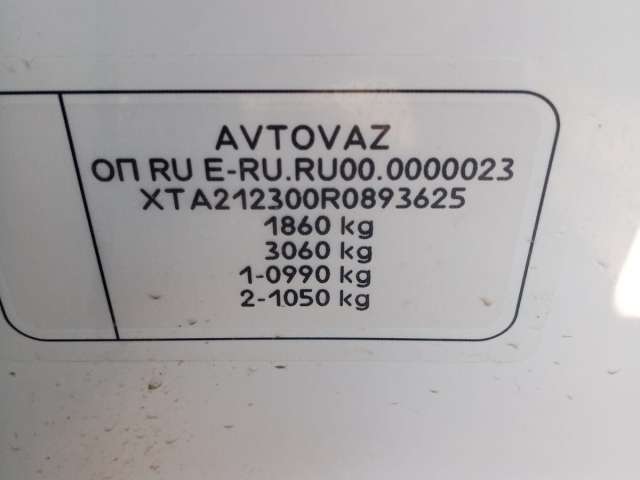 AVTOVAZ
ОП RU E-RU.RU00.0000023
XTA212300R0893625
1860 kg
3060 kg
1-0990 kg
2-1050 kg